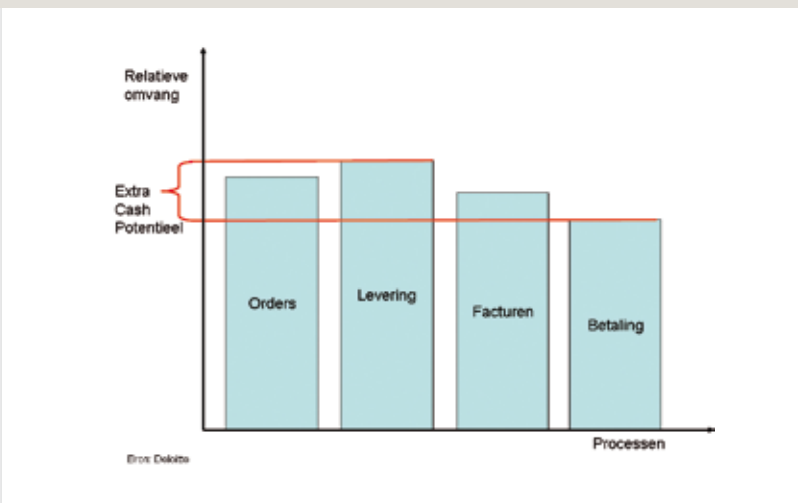 Relatieve
omvang
Extra
Cash
Potentieel
Orders
Levering
Facturen
Betaling
Processen
Bron: Deloitte